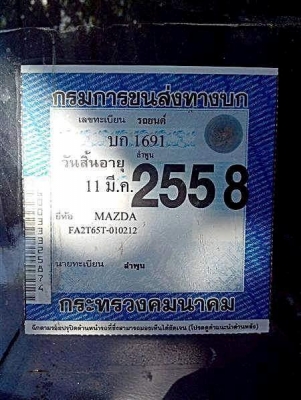 กรมการขนส่งทางบก
เลขทะเบียน รถยนต์
บก.1691
ลำพูน
วันสิ้นอายุ
11 มี.ค. 2558
ยี่ห้อ MAZDA
FA2T65T-010212
นายทะเบียน ลำพูน
กระทรวงคมนาคม